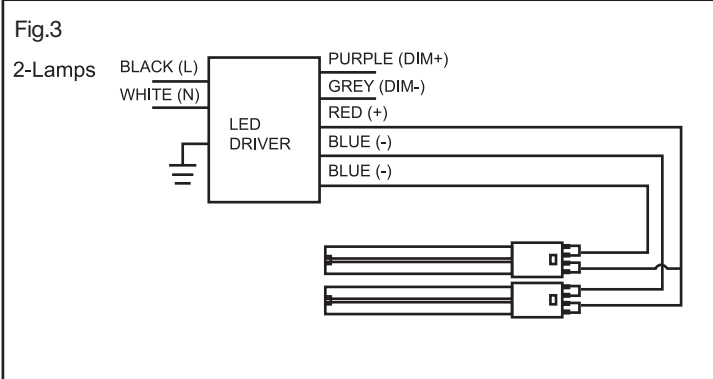 Fig.3
2-Lamps
BLACK (L)
WHITE (N)
LED
DRIVER
PURPLE (DIM+)
GREY (DIM-)
RED (+)
BLUE (-)
BLUE (-)